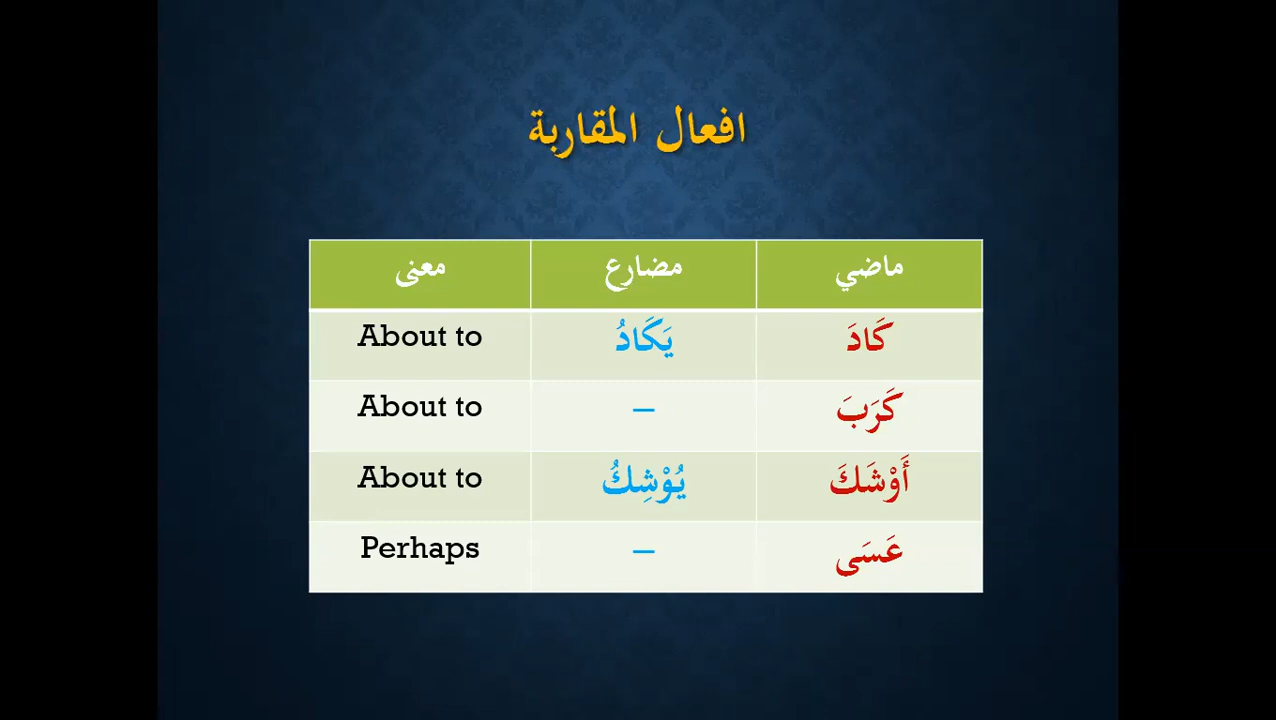 افعال المقاربة
ماضي مضارع معنى
كَادَ يَكَادُ About to
كَرَبَ – About to
أَوْشَكَ يُوْشِكُ About to
عَسَى – Perhaps